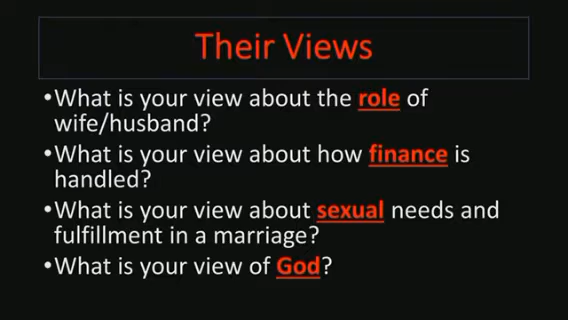 Their Views
•What is your view about the role of
wife/husband?
•What is your view about how finance is
handled?
•What is your view about sexual needs and
fulfillment in a marriage?
•What is your view of God?